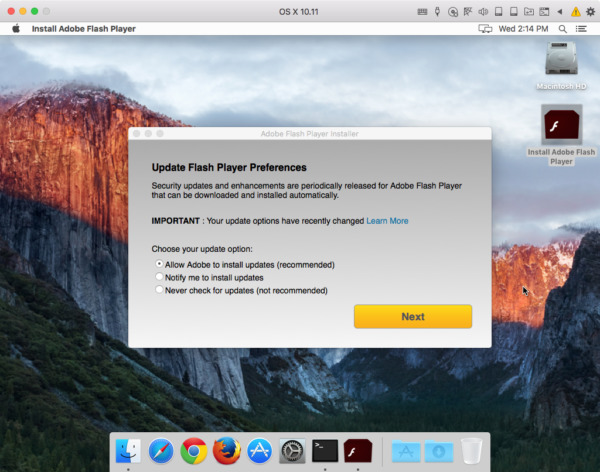 OS X 10.11
Install Adobe Flash Player
Wed 2:14 PM
Macintosh HD
Install Adobe Flash
Player
Adobe Flash Player Installer
Update Flash Player Preferences
Security updates and enhancements are periodically released for Adobe Flash Player
that can be downloaded and installed automatically.
IMPORTANT : Your update options have recently changed Learn More
Choose your update option:
Allow Adobe to install updates (recommended)
Notify me to install updates
Never check for updates (not recommended)
Next